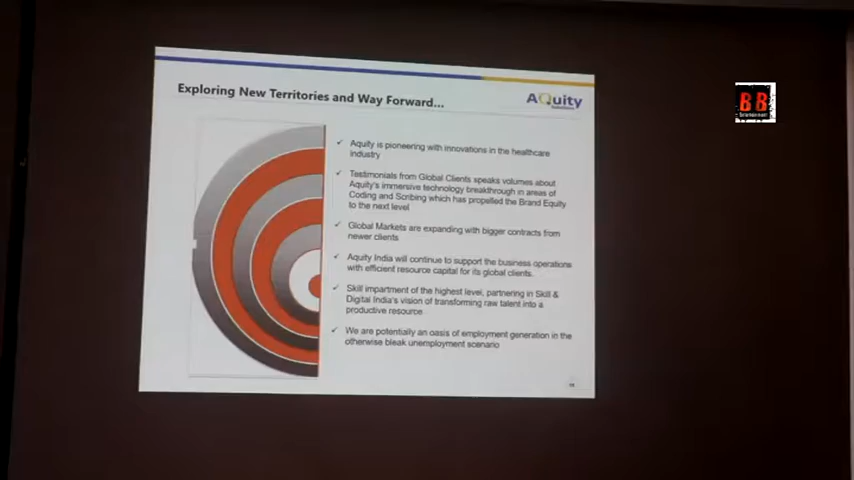 Exploring New Territories and Way Forward...
AQuity
Solutions
✓ Aquity is pioneering with innovations in the healthcare
industry
✓ Testimonials from Global Clients speaks volumes about
Aquity's immersive technology breakthrough in areas of
Coding and Scribing which has propelled the Brand Equity
to the next level
✓ Global Markets are expanding with bigger contracts from
newer clients
✓ Aquity India will continue to support the business operations
with efficient resource capital for its global clients.
✓ Skill impartment of the highest level, partnering in Skill &
Digital India's vision of transforming raw talent into a
productive resource
✓ We are potentially an oasis of employment generation in the
otherwise bleak unemployment scenario
BB
Entertainment